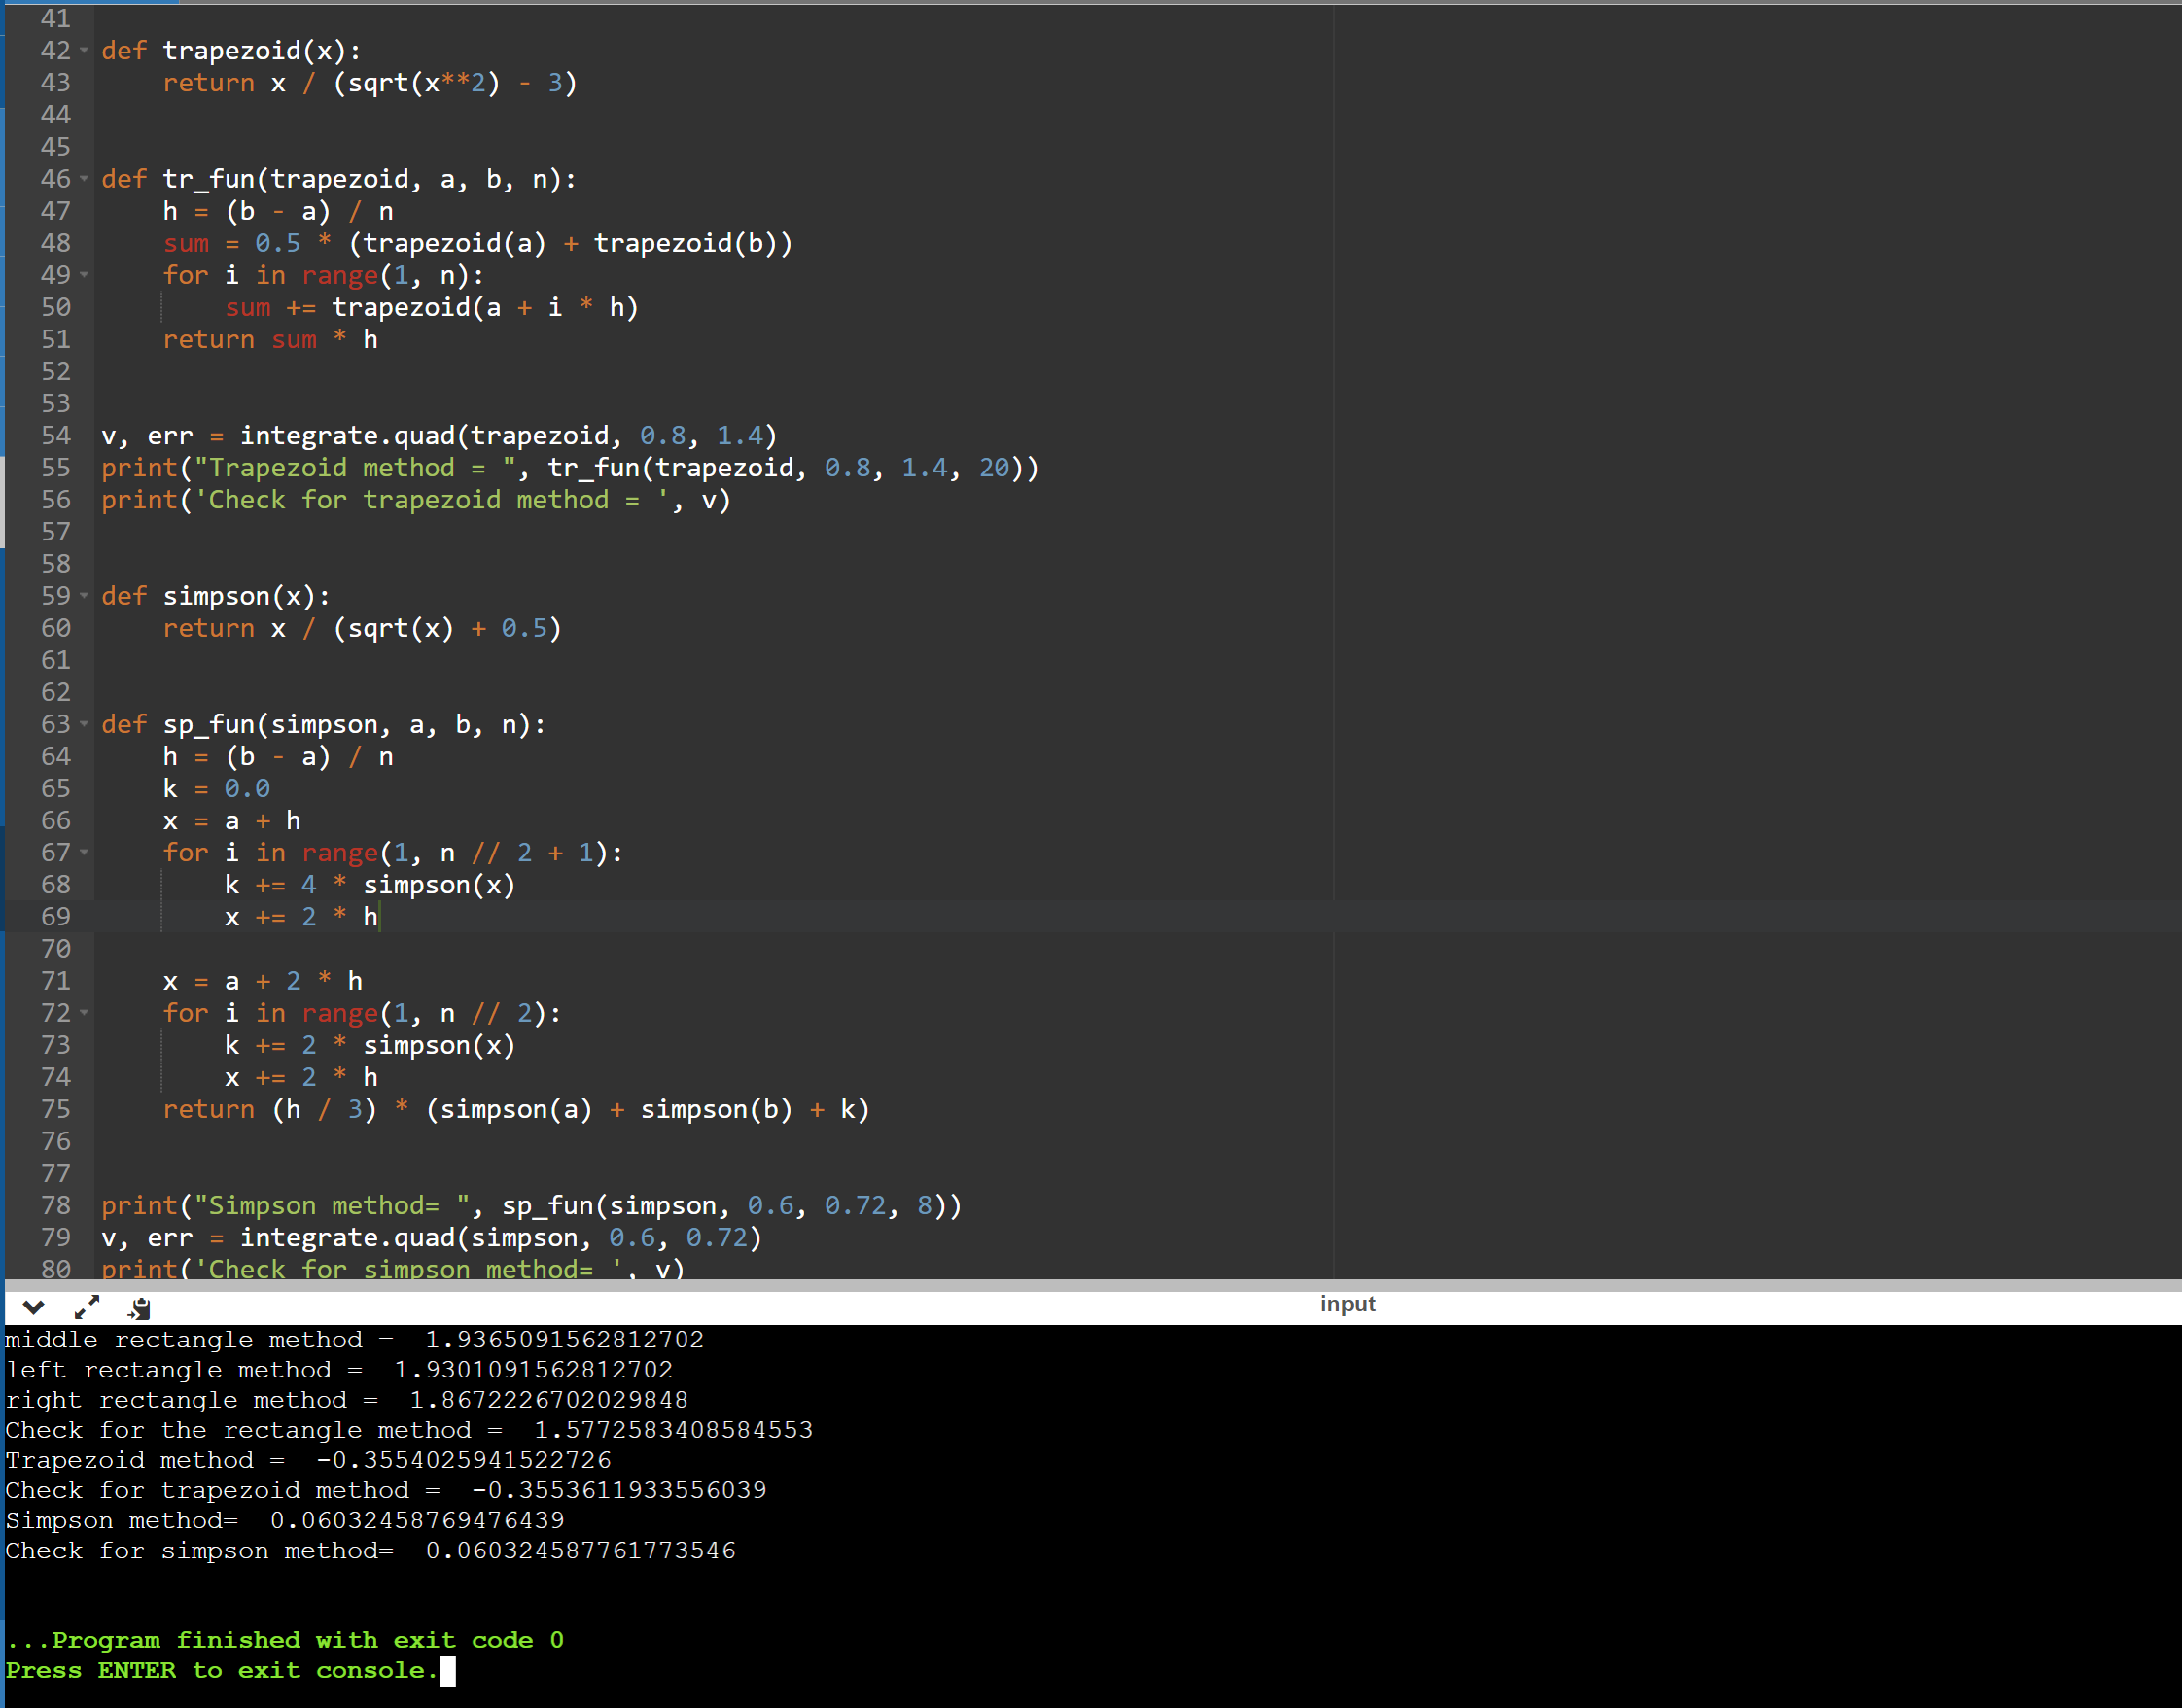 41
42 def trapezoid(x):
43     return x / (sqrt(x**2) - 3)
44
45
46 def tr_fun(trapezoid, a, b, n):
47     h = (b - a) / n
48     sum = 0.5 * (trapezoid(a) + trapezoid(b))
49     for i in range(1, n):
50         sum += trapezoid(a + i * h)
51     return sum * h
52
53
54 v, err = integrate.quad(trapezoid, 0.8, 1.4)
55 print("Trapezoid method = ", tr_fun(trapezoid, 0.8, 1.4, 20))
56 print('Check for trapezoid method = ', v)
57
58
59 def simpson(x):
60     return x / (sqrt(x) + 0.5)
61
62
63 def sp_fun(simpson, a, b, n):
64     h = (b - a) / n
65     k = 0.0
66     x = a + h
67     for i in range(1, n // 2 + 1):
68         k += 4 * simpson(x)
69         x += 2 * h
70
71     x = a + 2 * h
72     for i in range(1, n // 2):
73         k += 2 * simpson(x)
74         x += 2 * h
75     return (h / 3) * (simpson(a) + simpson(b) + k)
76
77
78 print("Simpson method= ", sp_fun(simpson, 0.6, 0.72, 8))
79 v, err = integrate.quad(simpson, 0.6, 0.72)
80 print('Check for simpson method= ', v)
input
middle rectangle method =  1.9365091562812702
left rectangle method =  1.9301091562812702
right rectangle method =  1.8672226702029848
Check for the rectangle method =  1.5772583408584553
Trapezoid method =  -0.3554025941522726
Check for trapezoid method =  -0.3553611933556039
Simpson method=  0.06032458769476439
Check for simpson method=  0.060324587761773546
...Program finished with exit code 0
Press ENTER to exit console.